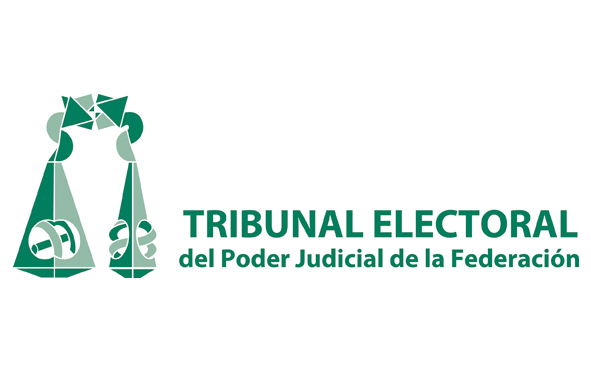 TRIBUNAL ELECTORAL
del Poder Judicial de la Federación